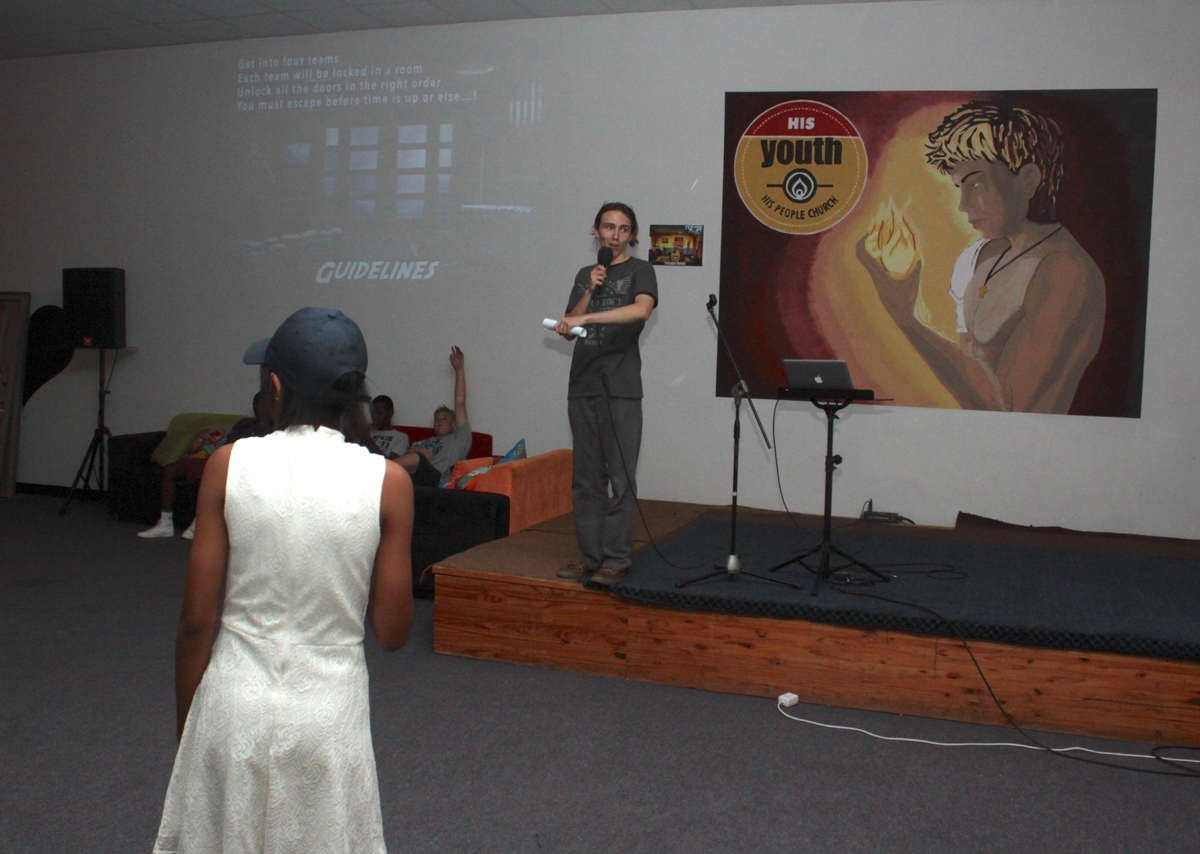 Get into four teams
Each team will be locked in a room
Unlock all the doors in the right order
You must escape before time is up or else...!
GUIDELINES
HIS
youth
HIS PEOPLE CHURCH